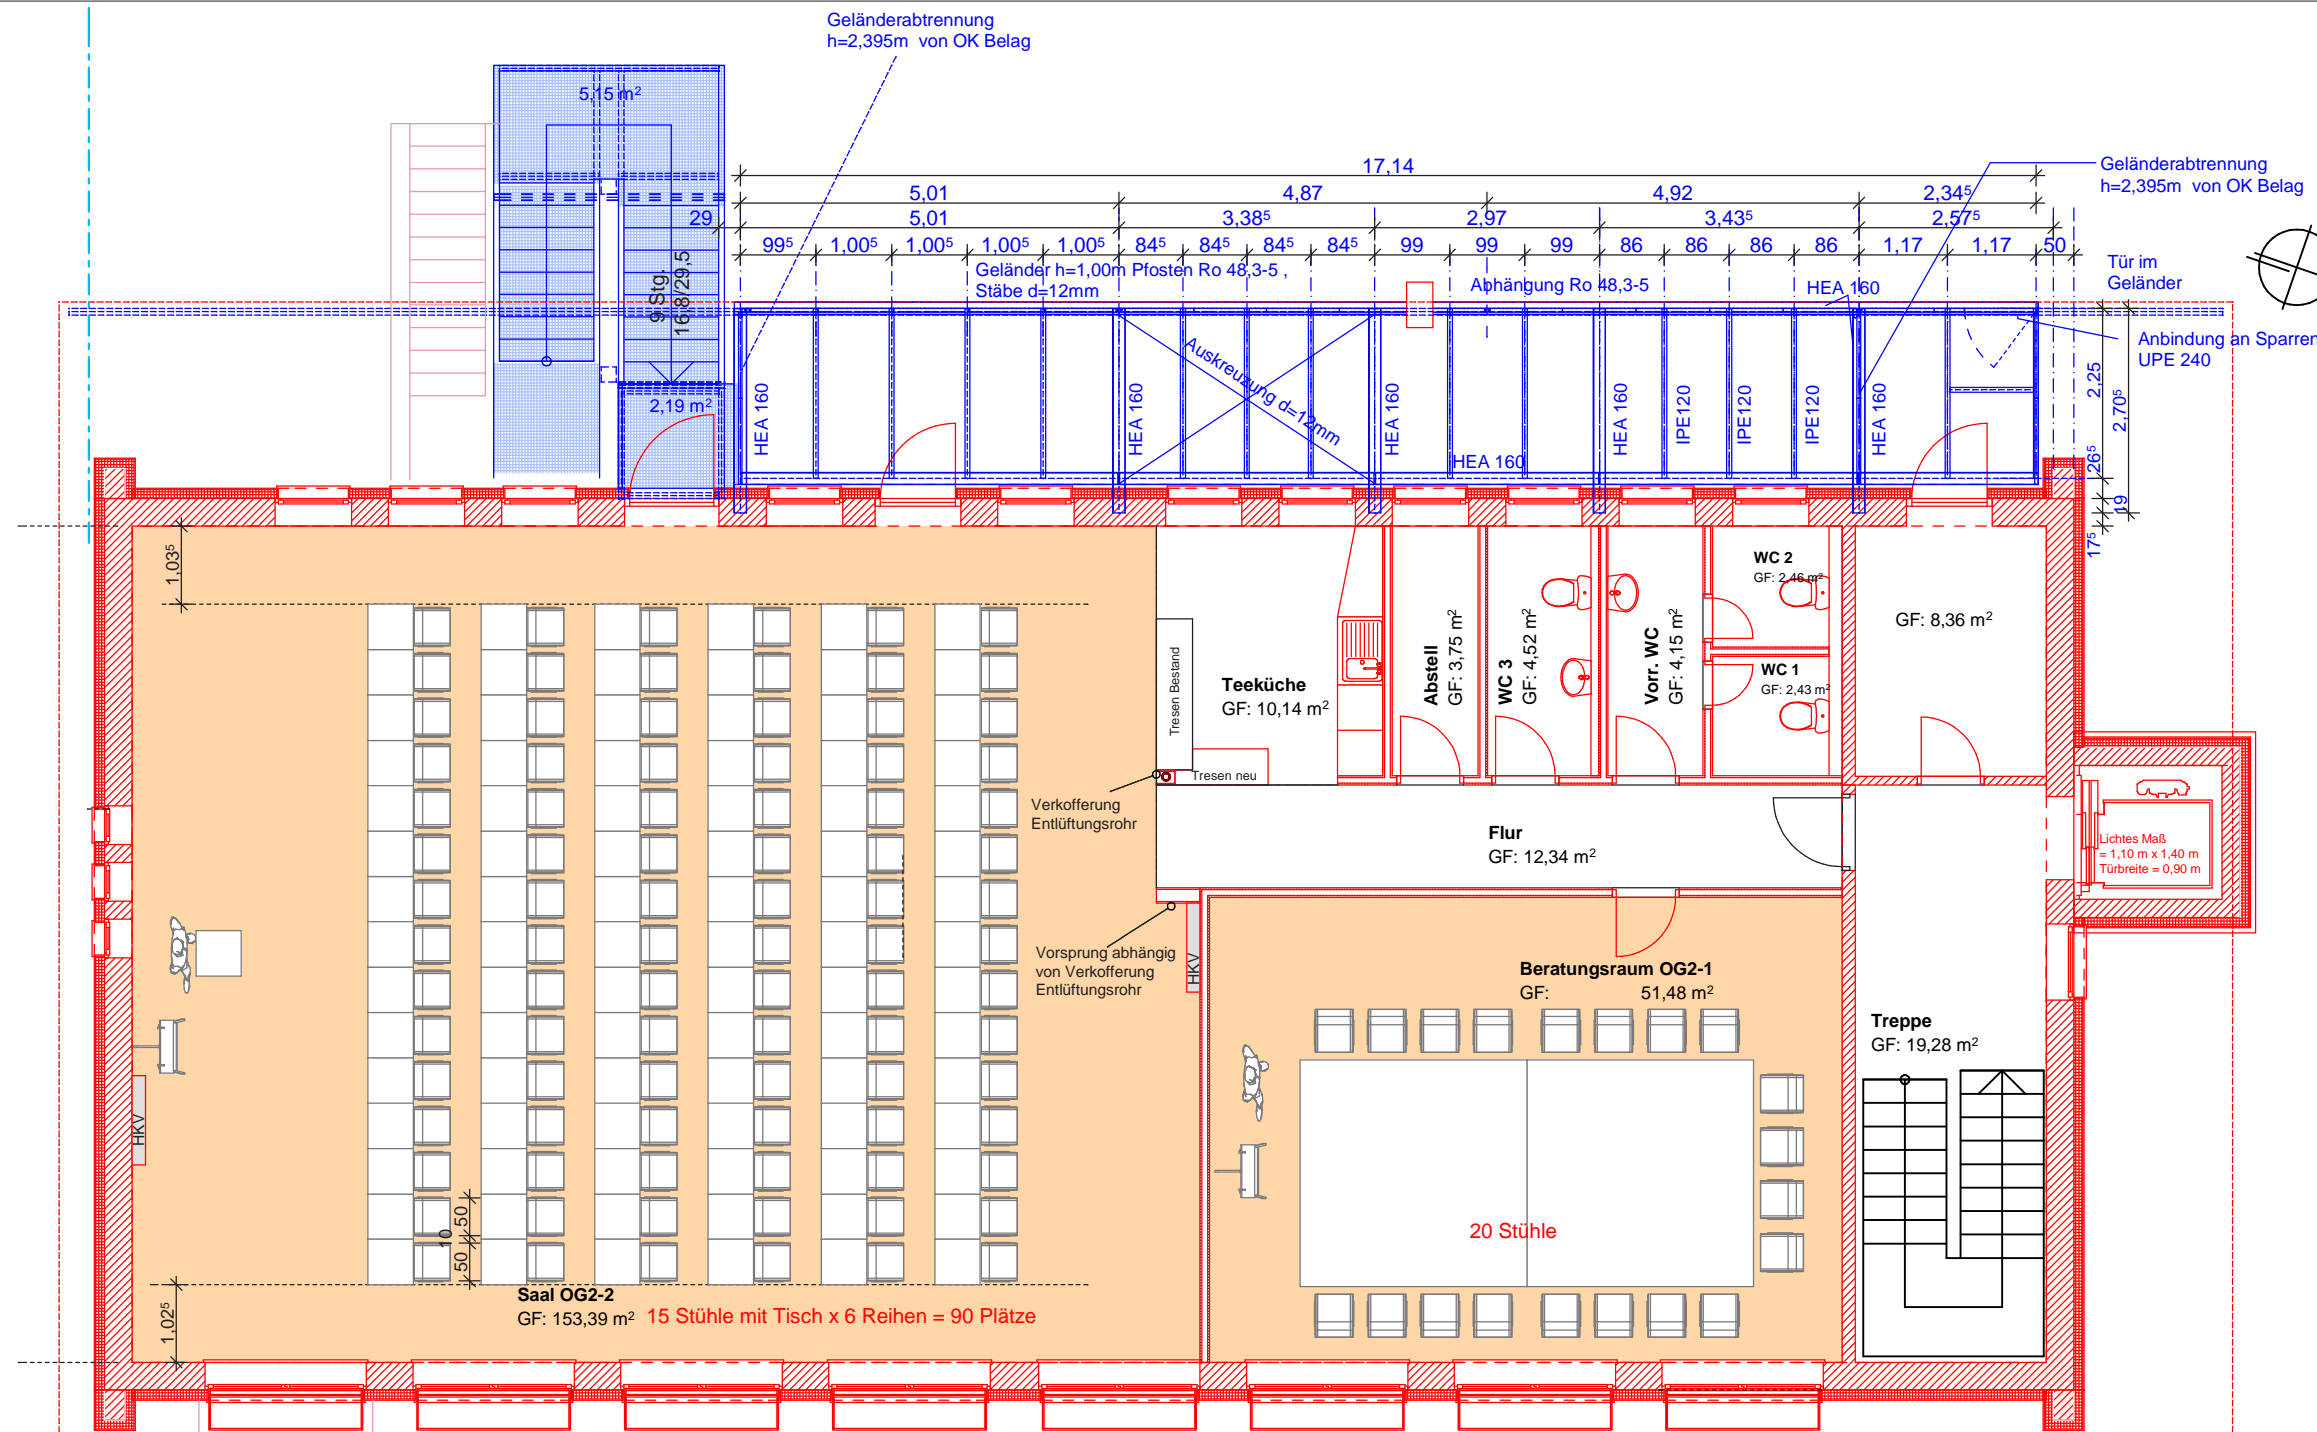 Geländerabtrennung
h=2,395m von OK Belag
5,15 m²
17,14
Geländerabtrennung
h=2,395m von OK Belag
5,01 4,87 4,92 2,34⁵
29 5,01 3,38⁵ 2,97 3,43⁵ 2,57⁵
99⁵ 1,00⁵ 1,00⁵ 1,00⁵ 1,00⁵ 84⁵ 84⁵ 84⁵ 84⁵ 99 99 99 86 86 86 86 1,17 1,17 50
9 Stg.
16,8/29,5
Geländer h=1,00m Pfosten Ro 48,3-5 ,
Stäbe d=12mm
Abhängung Ro 48,3-5
HEA 160
Tür im
Geländer
Anbindung an Sparren
UPE 240
2,19 m²
HEA 160
HEA 160
Auskreuzung d=12mm
HEA 160
HEA 160
HEA 160
IPE120
IPE120
IPE120
HEA 160
2,25
2,70⁵
26⁵
19
17⁵
1,03⁵
WC 2
GF: 2,46 m²
GF: 8,36 m²
Tresen Bestand
Teeküche
GF: 10,14 m²
Abstell
GF: 3,75 m²
WC 3
GF: 4,52 m²
Vorr. WC
GF: 4,15 m²
WC 1
GF: 2,43 m²
Tresen neu
Verkofferung
Entlüftungsrohr
Flur
GF: 12,34 m²
Lichtes Maß
= 1,10 m x 1,40 m
Türbreite = 0,90 m
Vorsprung abhängig
von Verkofferung
Entlüftungsrohr
HKV
Beratungsraum OG2-1
GF: 51,48 m²
Treppe
GF: 19,28 m²
HKV
50
10
50
20 Stühle
Saal OG2-2
GF: 153,39 m² 15 Stühle mit Tisch x 6 Reihen = 90 Plätze
1,02⁵